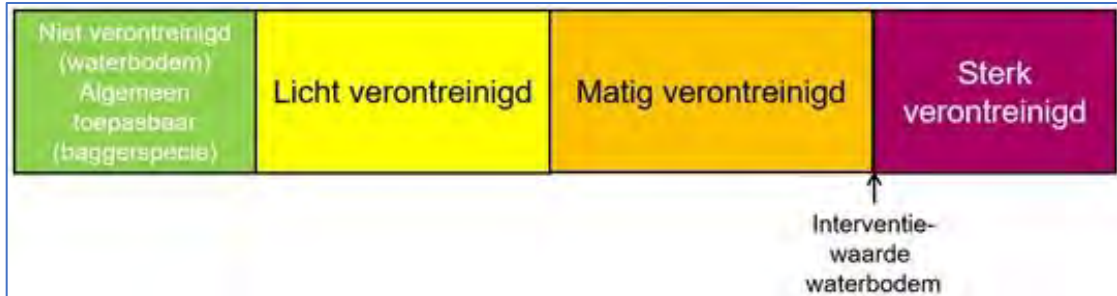 Niet verontreinigd
(waterbodem)
Algemeen
toepasbaar
(baggerspecie)
Licht verontreinigd
Matig verontreinigd
Sterk
verontreinigd
Interventie-
waarde
waterbodem